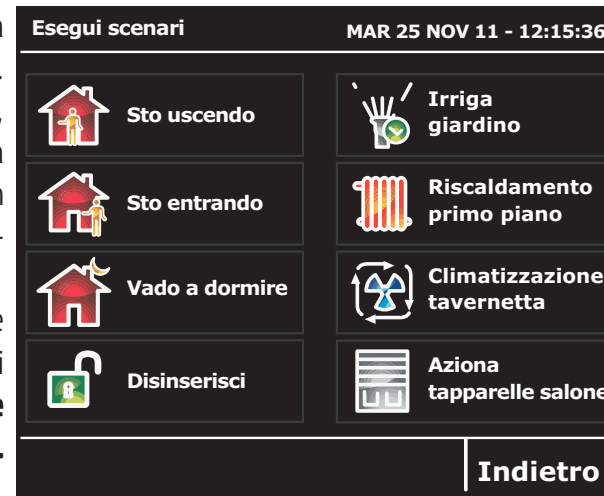 Esegui scenari
MAR 25 NOV 11 - 12:15:36
Sto uscendo
Irriga
giardino
Sto entrando
Riscaldamento
primo piano
Vado a dormire
Climatizzazione
tavernetta
Disinserisci
Aziona
tapparelle salone
Indietro